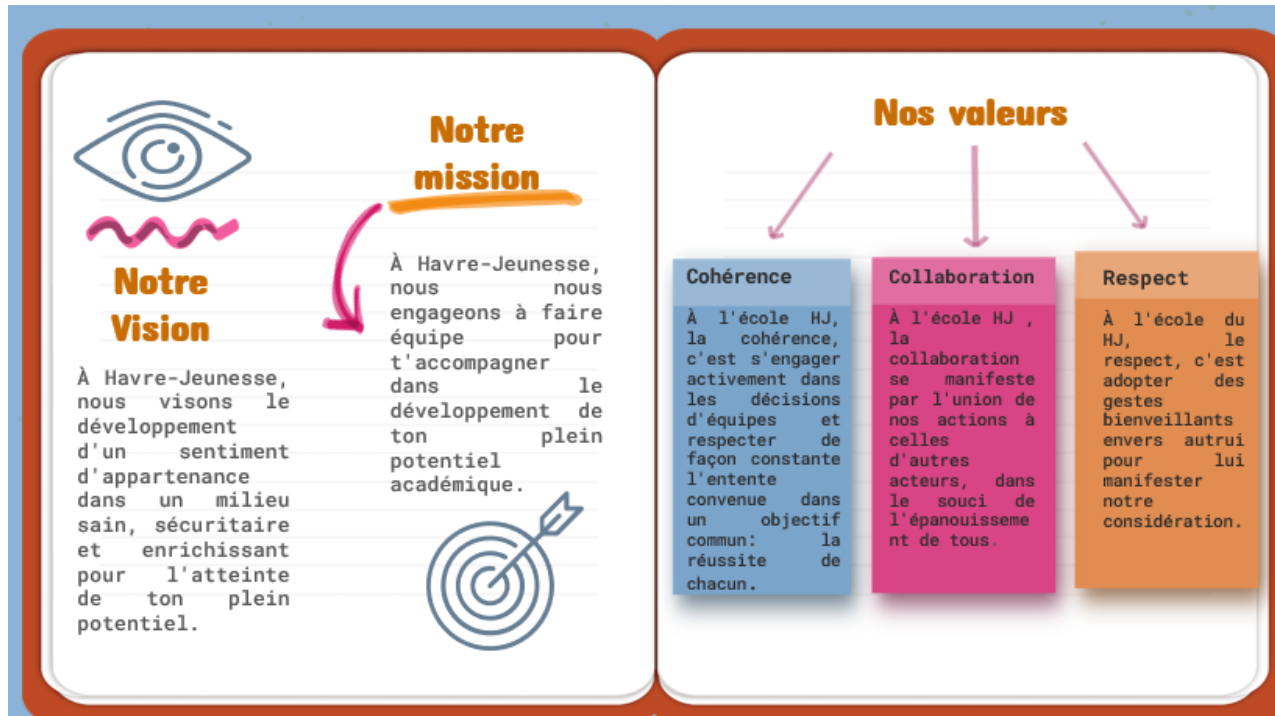 Notre
Vision
À Havre-Jeunesse,
nous visons le
développement
d'un sentiment
d'appartenance
dans un milieu
sain, sécuritaire
et enrichissant
pour l'atteinte
de ton plein
potentiel.
Notre
mission
À Havre-Jeunesse,
nous nous
engageons à faire
équipe pour
t'accompagner
dans le
développement de
ton plein
potentiel
académique.
Nos valeurs
Cohérence
À l'école HJ,
la cohérence,
c'est s'engager
activement dans
les décisions
d'équipes et
respecter de
façon constante
l'entente
convenue dans
un objectif
commun: la
réussite de
chacun.
Collaboration
À l'école HJ ,
la
collaboration
se manifeste
par l'union de
nos actions à
celles
d'autres
acteurs, dans
le souci de
l'épanouisseme
nt de tous.
Respect
À l'école du
HJ, le
respect, c'est
adopter des
gestes
bienveillants
envers autrui
pour lui
manifester
notre
considération.